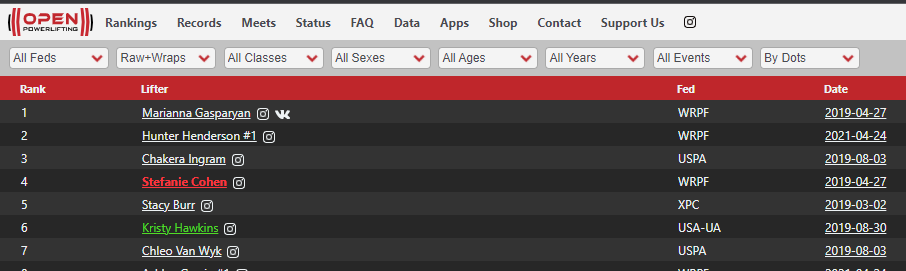 OPEN POWERLIFTING Rankings Records Meets Status FAQ Data Apps Shop Contact Support Us
All Feds Raw+Wraps All Classes All Sexes All Ages All Years All Events By Dots
Rank Lifter Fed Date
1 Marianna Gasparyan WRPF 2019-04-27
2 Hunter Henderson #1 WRPF 2021-04-24
3 Chakera Ingram USPA 2019-08-03
4 Stefanie Cohen WRPF 2019-04-27
5 Stacy Burr XPC 2019-03-02
6 Kristy Hawkins USA-UA 2019-08-30
7 Chleo Van Wyk USPA 2019-08-03